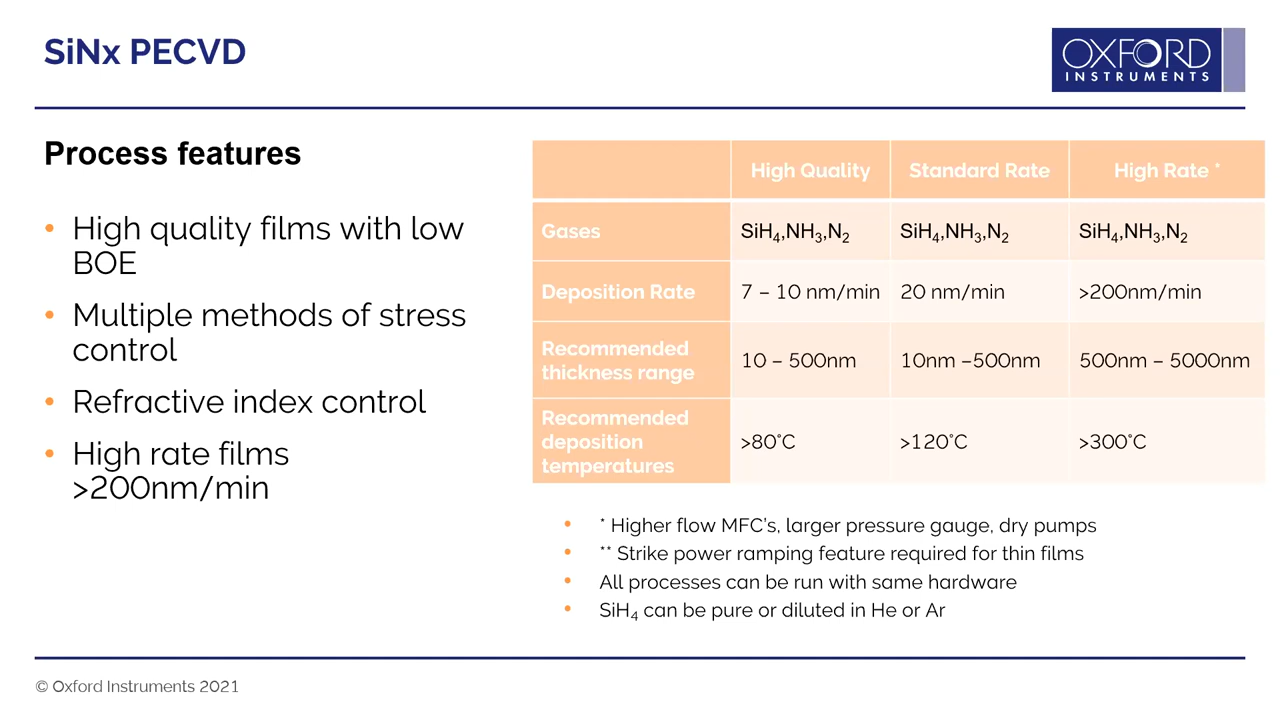 SiNx PECVD
OXFORD
INSTRUMENTS
Process features
• High quality films with low
BOE
• Multiple methods of stress
control
• Refractive index control
• High rate films
>200nm/min
High Quality Standard Rate High Rate *
Gases SiH₄,NH₃,N₂ SiH₄,NH₃,N₂ SiH₄,NH₃,N₂
Deposition Rate 7 – 10 nm/min 20 nm/min >200nm/min
Recommended
thickness range 10 – 500nm 10nm –500nm 500nm – 5000nm
Recommended
deposition
temperatures >80°C >120°C >300°C
• * Higher flow MFC's, larger pressure gauge, dry pumps
• ** Strike power ramping feature required for thin films
• All processes can be run with same hardware
• SiH₄ can be pure or diluted in He or Ar
© Oxford Instruments 2021